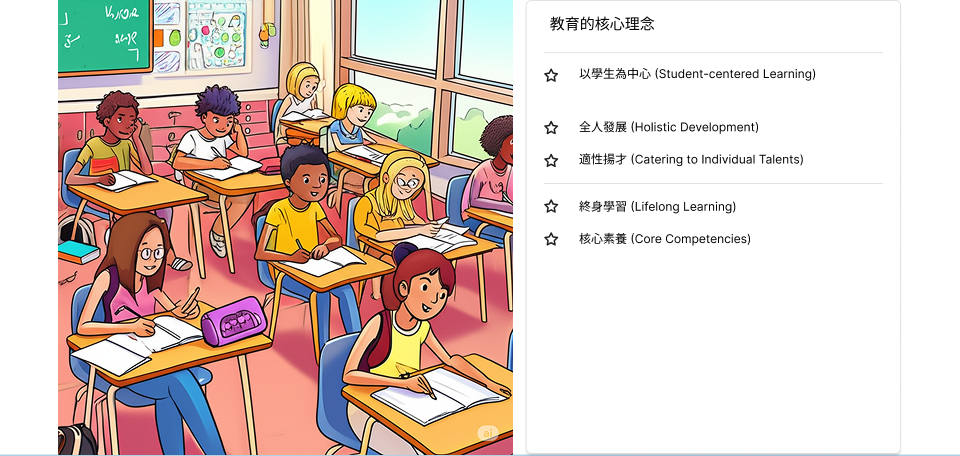 教育的核心理念
以學生為中心 (Student-centered Learning)
全人發展 (Holistic Development)
適性揚才 (Catering to Individual Talents)
終身學習 (Lifelong Learning)
核心素養 (Core Competencies)